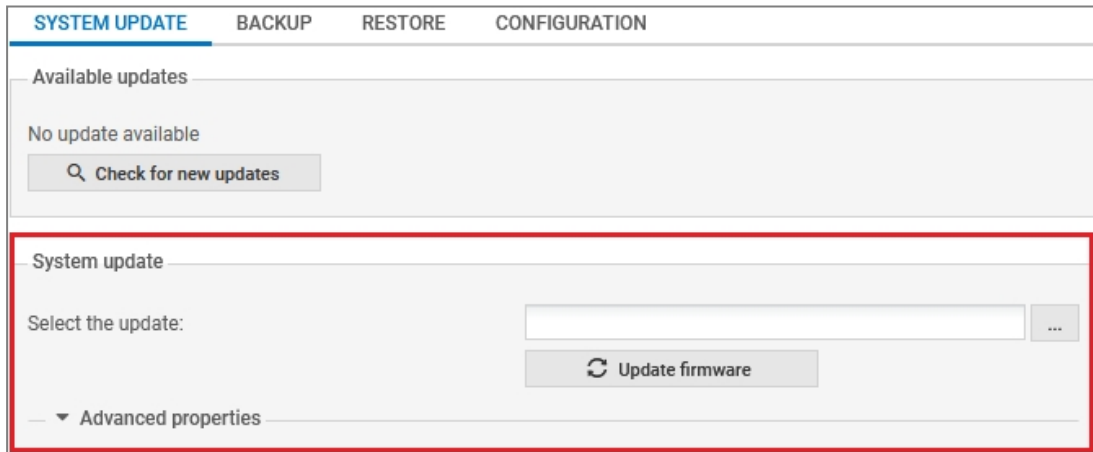 SYSTEM UPDATE BACKUP RESTORE CONFIGURATION
Available updates
No update available
Check for new updates
System update
Select the update:
...
Update firmware
Advanced properties